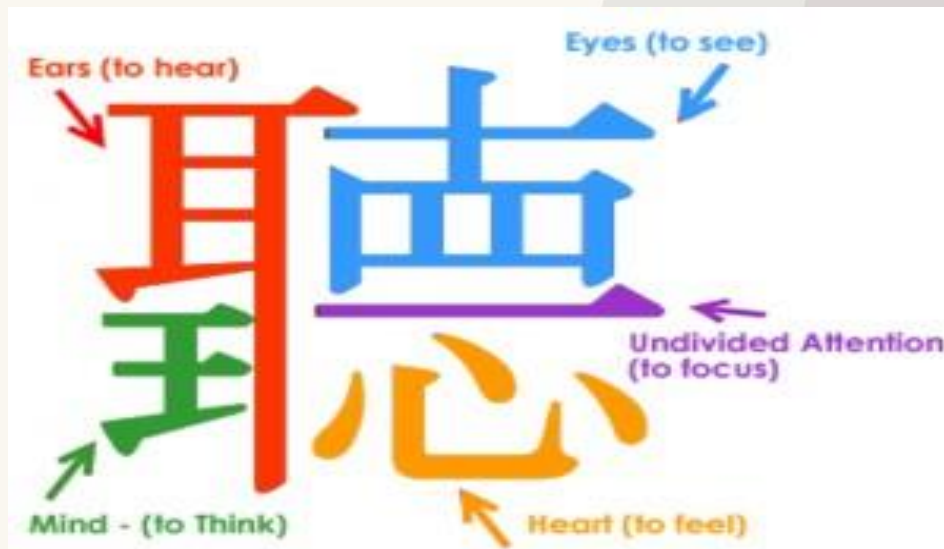 Eyes (to see)
Ears (to hear)
聽
Undivided Attention
(to focus)
Mind - (to Think)
Heart (to feel)